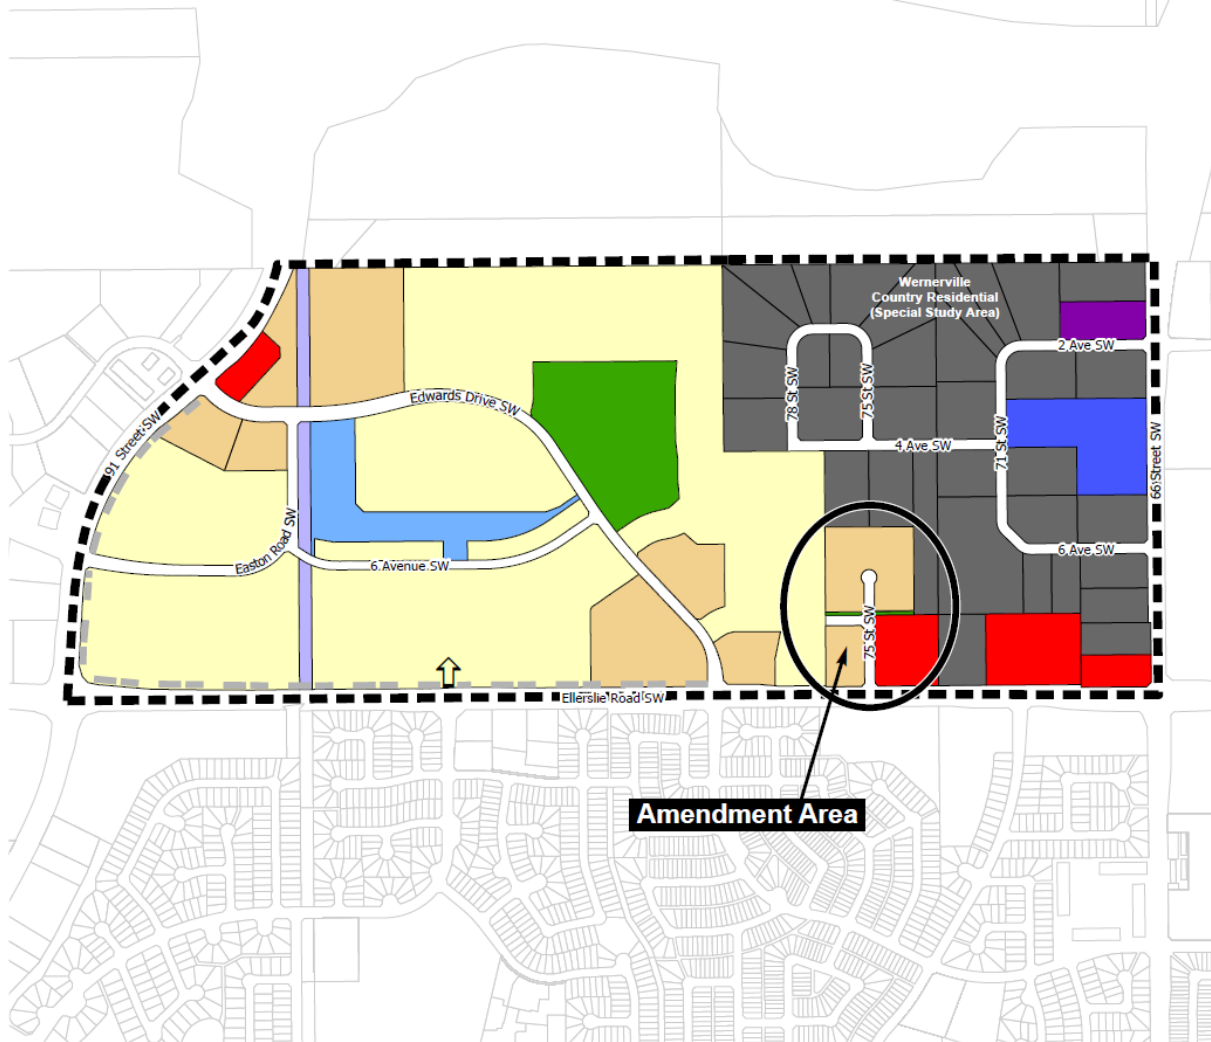 Wernerville
Country Residential
(Special Study Area)
2 Ave SW
78 St SW
75 St SW
Edwards Drive SW
91 Street SW
4 Ave SW
71 St SW
66 Street SW
Easton Road SW
6 Avenue SW
6 Ave SW
75 St SW
Ellerslie Road SW
Amendment Area